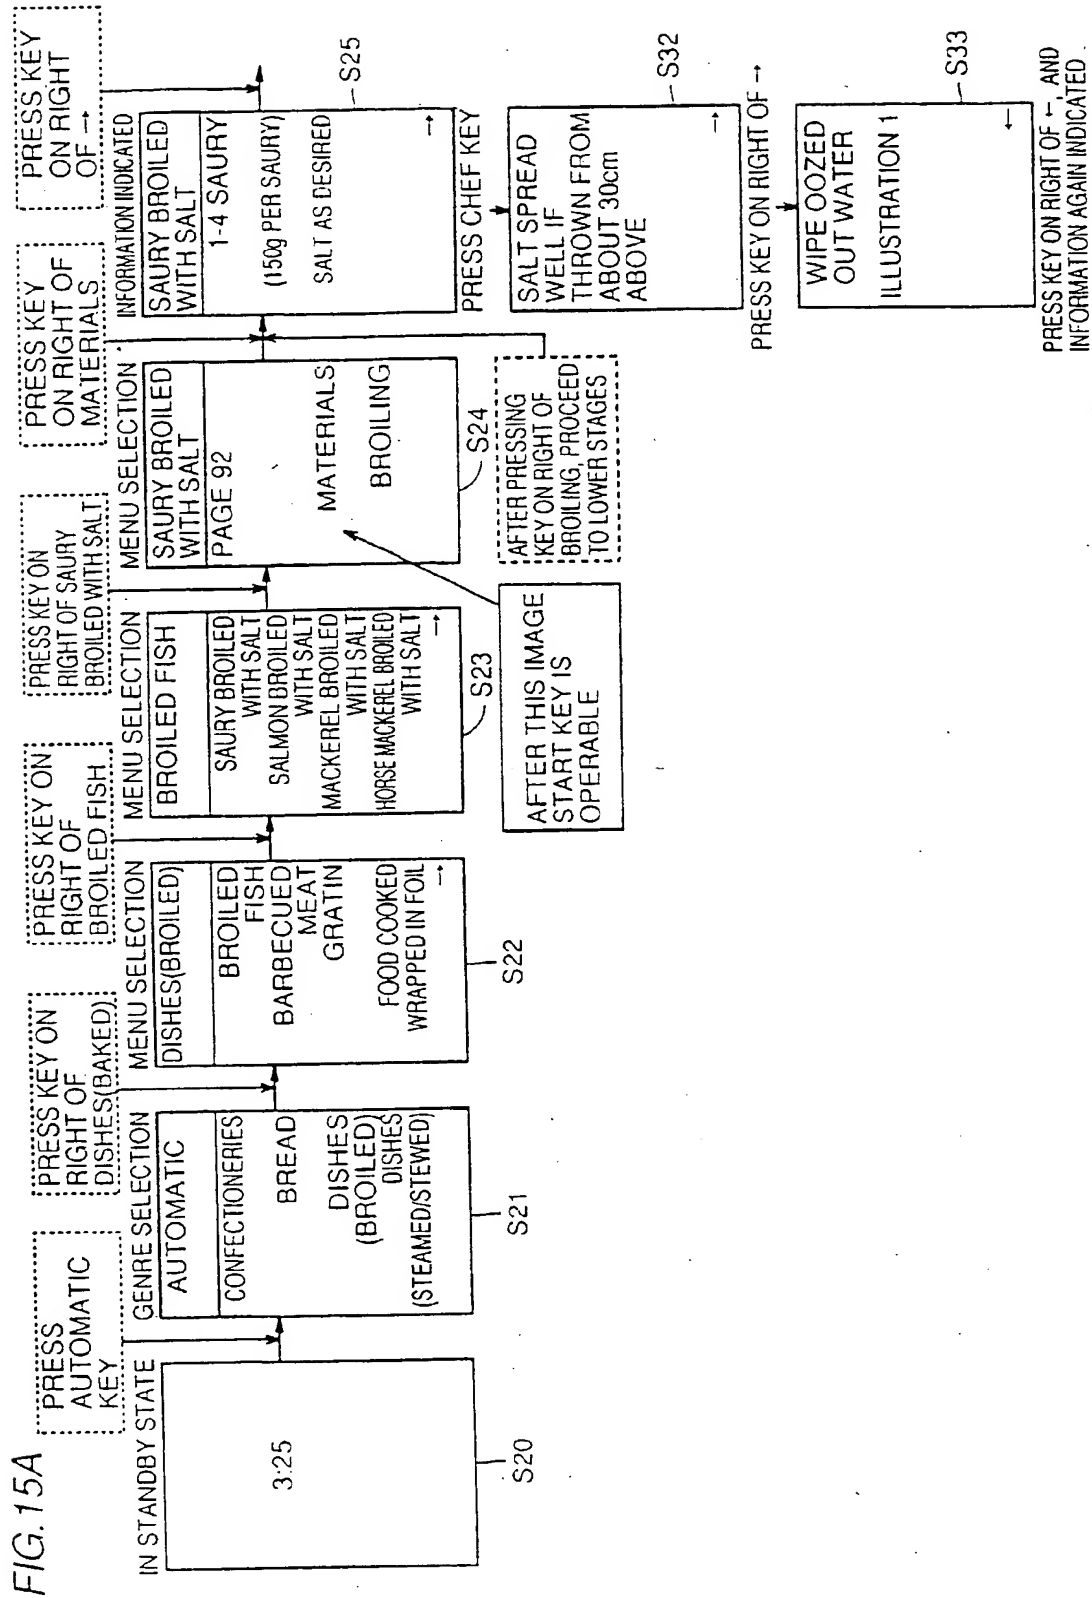 FIG. 15A
PRESS
AUTOMATIC
KEY
IN STANDBY STATE
3:25
S20
PRESS KEY ON
RIGHT OF
DISHES(BAKED)
GENRE SELECTION
AUTOMATIC
CONFECTIONERIES
BREAD
DISHES
(BROILED)
DISHES
(STEAMED/STEWED)
S21
PRESS KEY ON
RIGHT OF
BROILED FISH
MENU SELECTION
DISHES(BROILED)
BROILED
FISH
BARBECUED
MEAT
GRATIN
FOOD COOKED
WRAPPED IN FOIL
→
S22
PRESS KEY ON
RIGHT OF SAURY
BROILED WITH SALT
MENU SELECTION
BROILED FISH
SAURY BROILED
WITH SALT
SALMON BROILED
WITH SALT
MACKEREL BROILED
WITH SALT
HORSE MACKEREL BROILED
WITH SALT
→
S23
PRESS KEY
ON RIGHT OF
MATERIALS
MENU SELECTION
SAURY BROILED
WITH SALT
PAGE 92
MATERIALS
BROILING
S24
AFTER THIS IMAGE
START KEY IS
OPERABLE
AFTER PRESSING
KEY ON RIGHT OF
BROILING, PROCEED
TO LOWER STAGES
PRESS KEY
ON RIGHT
OF →
INFORMATION INDICATED
SAURY BROILED
WITH SALT
1-4 SAURY
(150g PER SAURY)
SALT AS DESIRED
→
S25
PRESS CHEF KEY
SALT SPREAD
WELL IF
THROWN FROM
ABOUT 30cm
ABOVE
→
S32
PRESS KEY ON RIGHT OF →
WIPE OOZED
OUT WATER
ILLUSTRATION 1
←
S33
PRESS KEY ON RIGHT OF ←, AND
INFORMATION AGAIN INDICATED